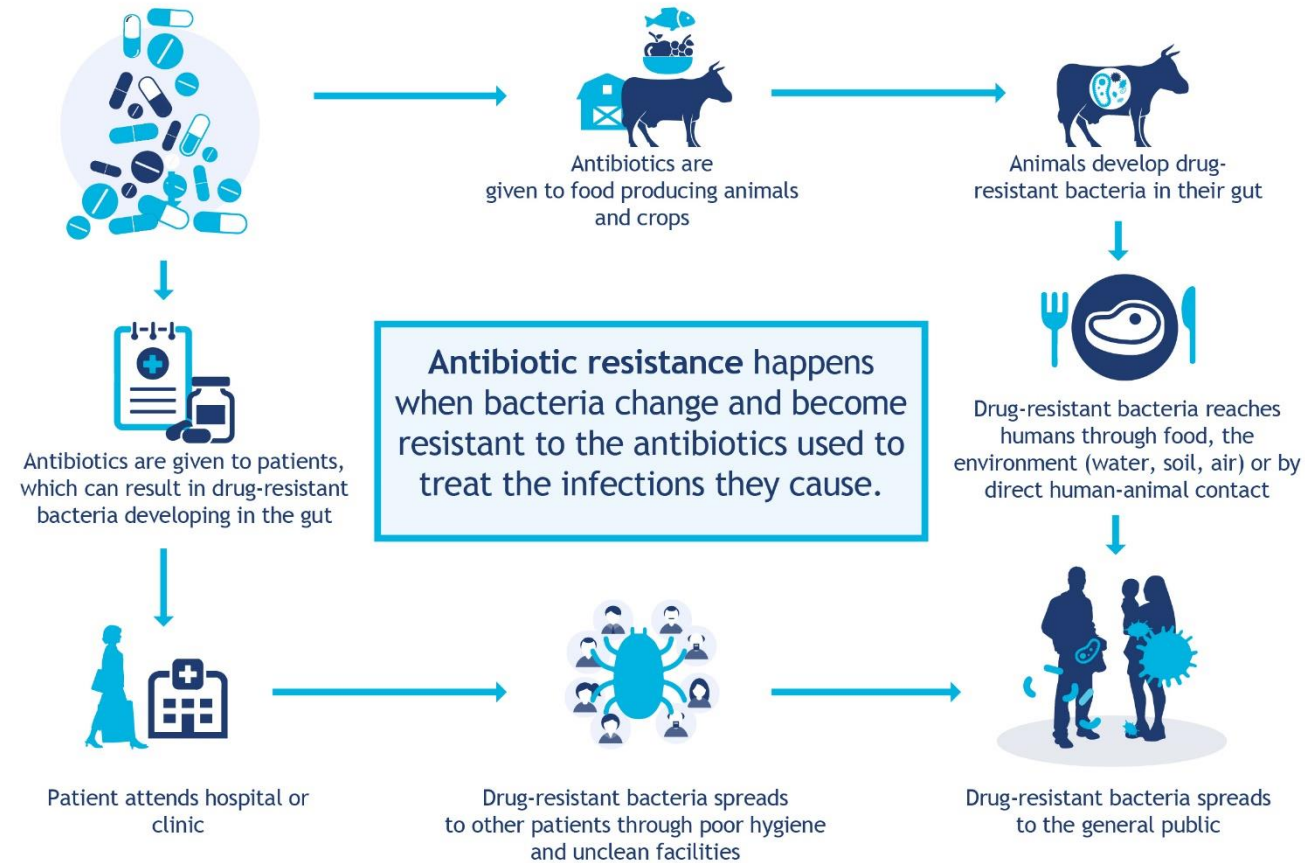 Antibiotics are
given to food producing animals
and crops
Animals develop drug-
resistant bacteria in their gut
Antibiotic resistance happens
when bacteria change and become
resistant to the antibiotics used to
treat the infections they cause.
Antibiotics are given to patients,
which can result in drug-resistant
bacteria developing in the gut
Drug-resistant bacteria reaches
humans through food, the
environment (water, soil, air) or by
direct human-animal contact
Patient attends hospital or
clinic
Drug-resistant bacteria spreads
to other patients through poor hygiene
and unclean facilities
Drug-resistant bacteria spreads
to the general public